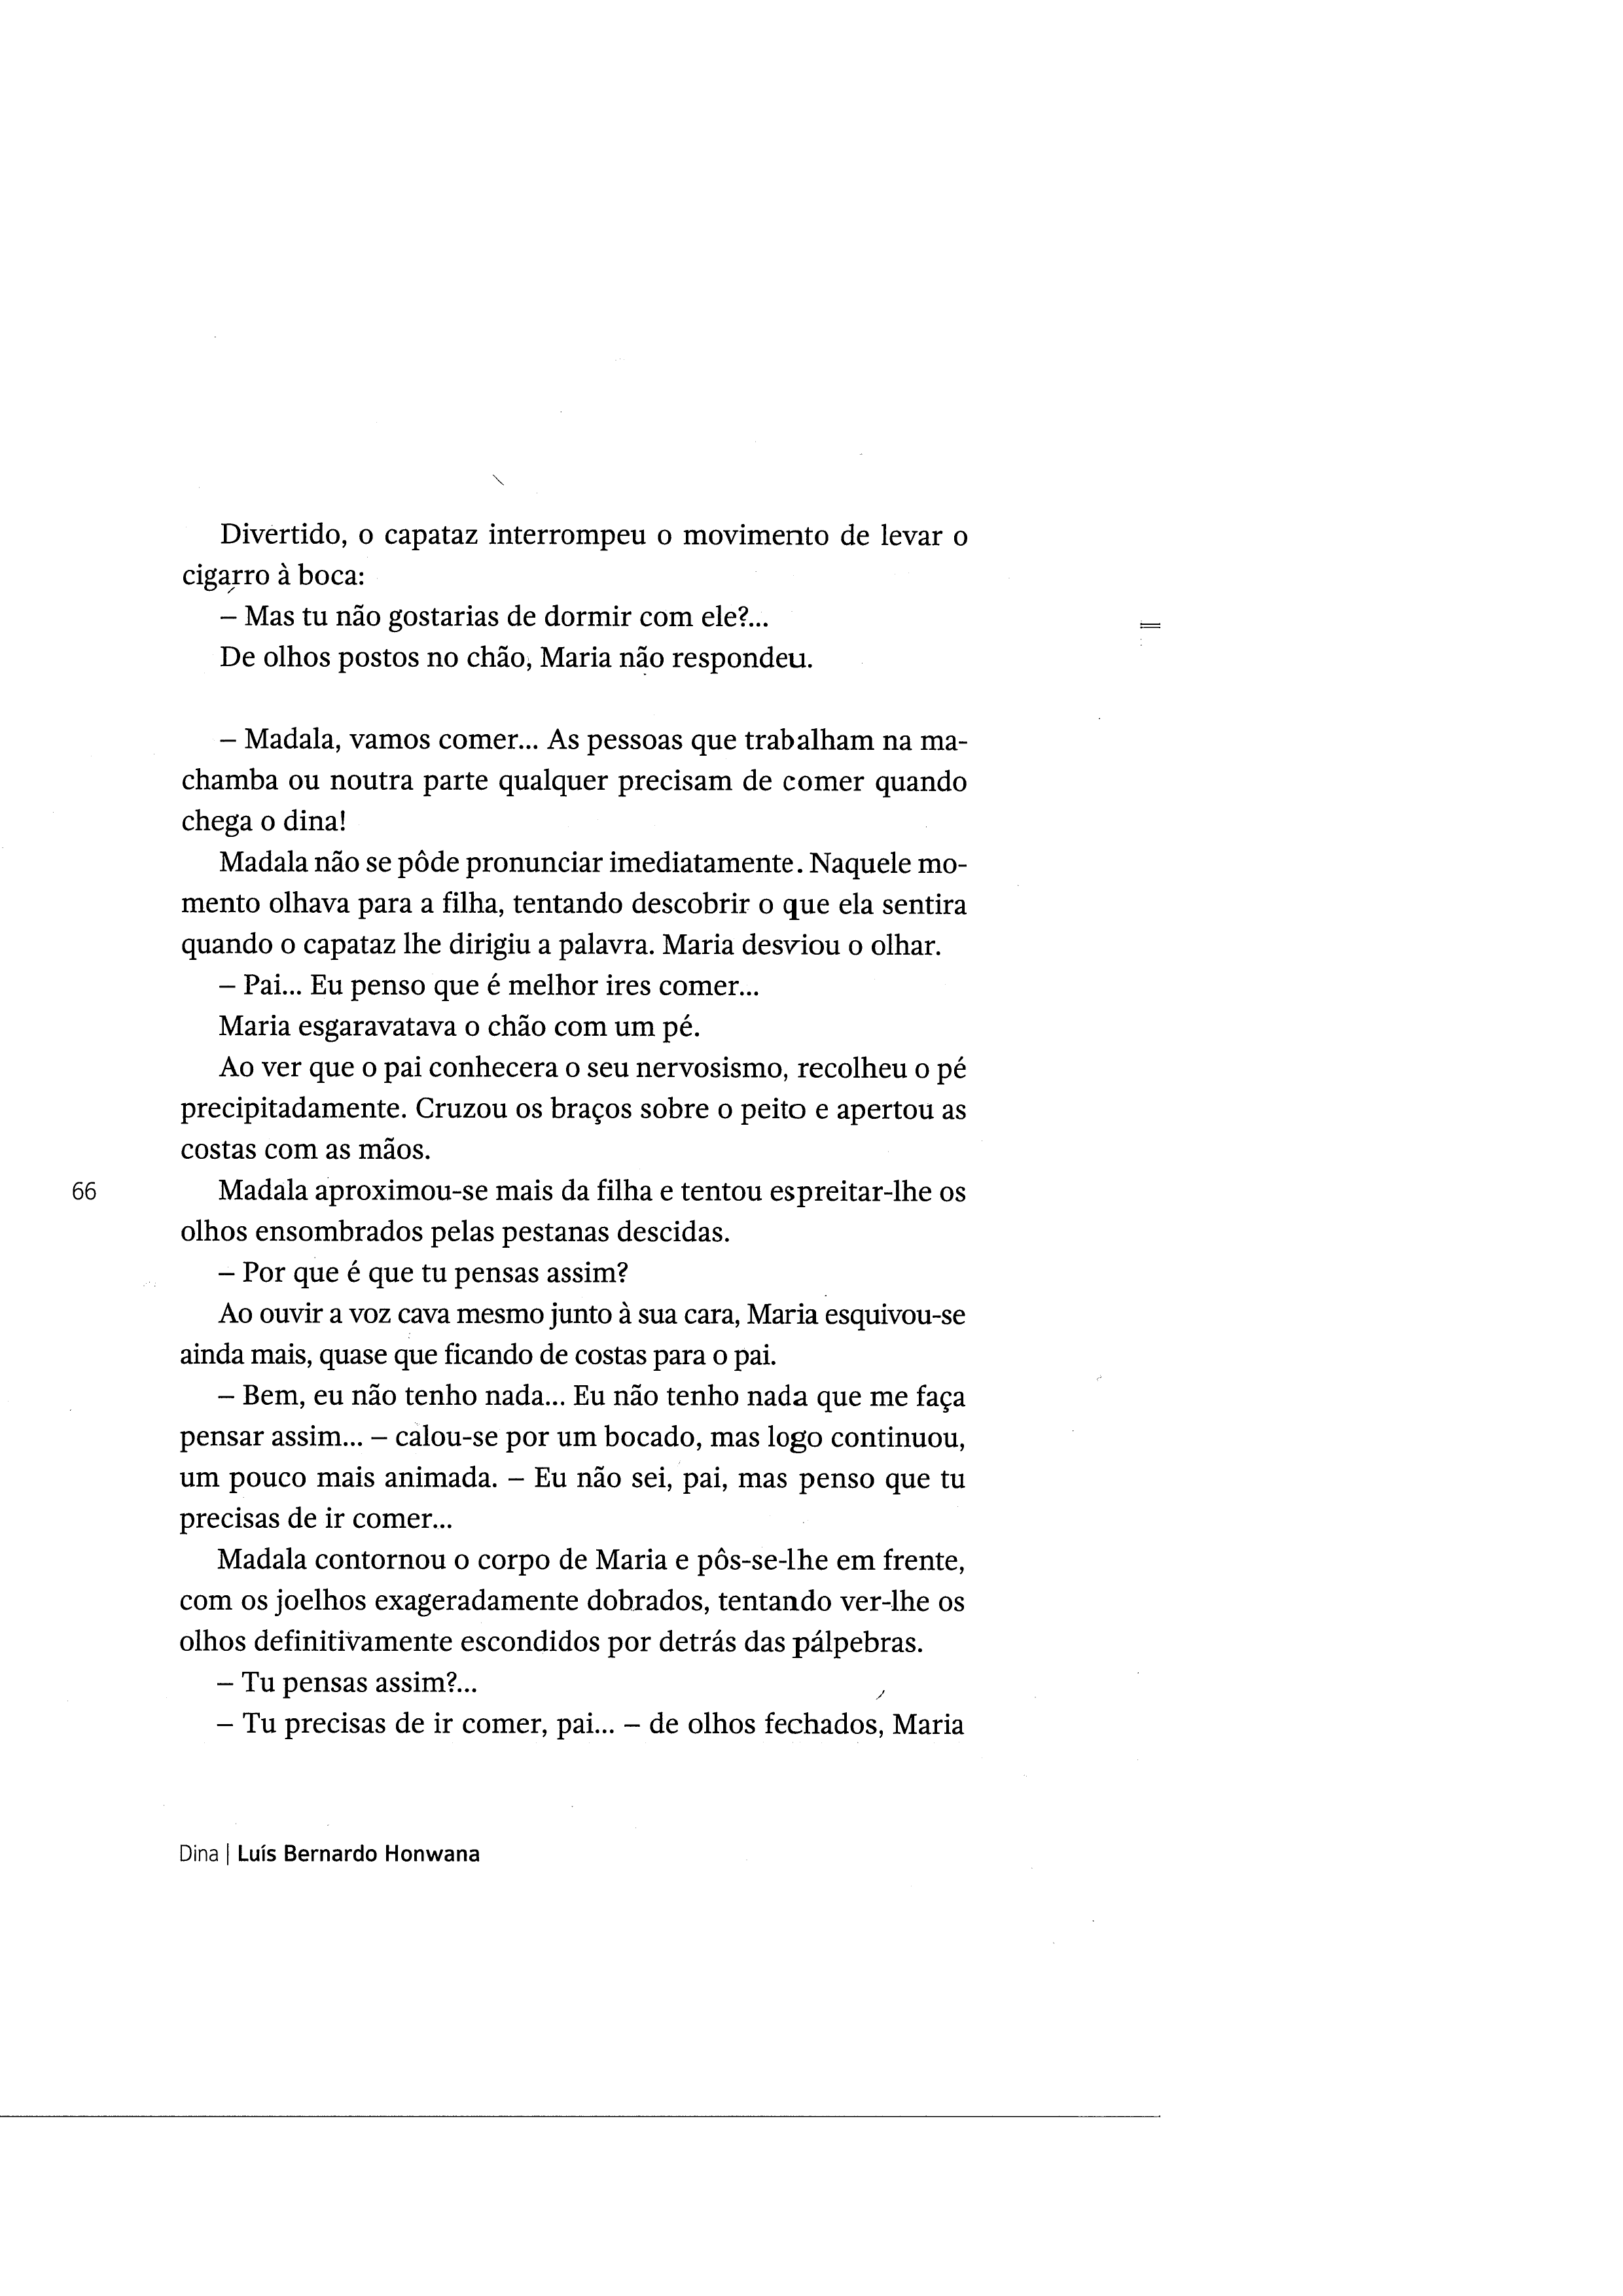 Divertido, o capataz interrompeu o movimento de levar o
cigarro à boca:
– Mas tu não gostarias de dormir com ele?...
De olhos postos no chão, Maria não respondeu.
– Madala, vamos comer... As pessoas que trabalham na ma-
chamba ou noutra parte qualquer precisam de comer quando
chega o dina!
Madala não se pôde pronunciar imediatamente. Naquele mo-
mento olhava para a filha, tentando descobrir o que ela sentira
quando o capataz lhe dirigiu a palavra. Maria desviou o olhar.
– Pai... Eu penso que é melhor ires comer...
Maria esgaravatava o chão com um pé.
Ao ver que o pai conhecera o seu nervosismo, recolheu o pé
precipitadamente. Cruzou os braços sobre o peito e apertou as
costas com as mãos.
66
Madala aproximou-se mais da filha e tentou espreitar-lhe os
olhos ensombrados pelas pestanas descidas.
– Por que é que tu pensas assim?
Ao ouvir a voz cava mesmo junto à sua cara, Maria esquivou-se
ainda mais, quase que ficando de costas para o pai.
– Bem, eu não tenho nada... Eu não tenho nada que me faça
pensar assim... – calou-se por um bocado, mas logo continuou,
um pouco mais animada. – Eu não sei, pai, mas penso que tu
precisas de ir comer...
Madala contornou o corpo de Maria e pôs-se-lhe em frente,
com os joelhos exageradamente dobrados, tentando ver-lhe os
olhos definitivamente escondidos por detrás das pálpebras.
– Tu pensas assim?...
– Tu precisas de ir comer, pai... – de olhos fechados, Maria
Dina | Luís Bernardo Honwana